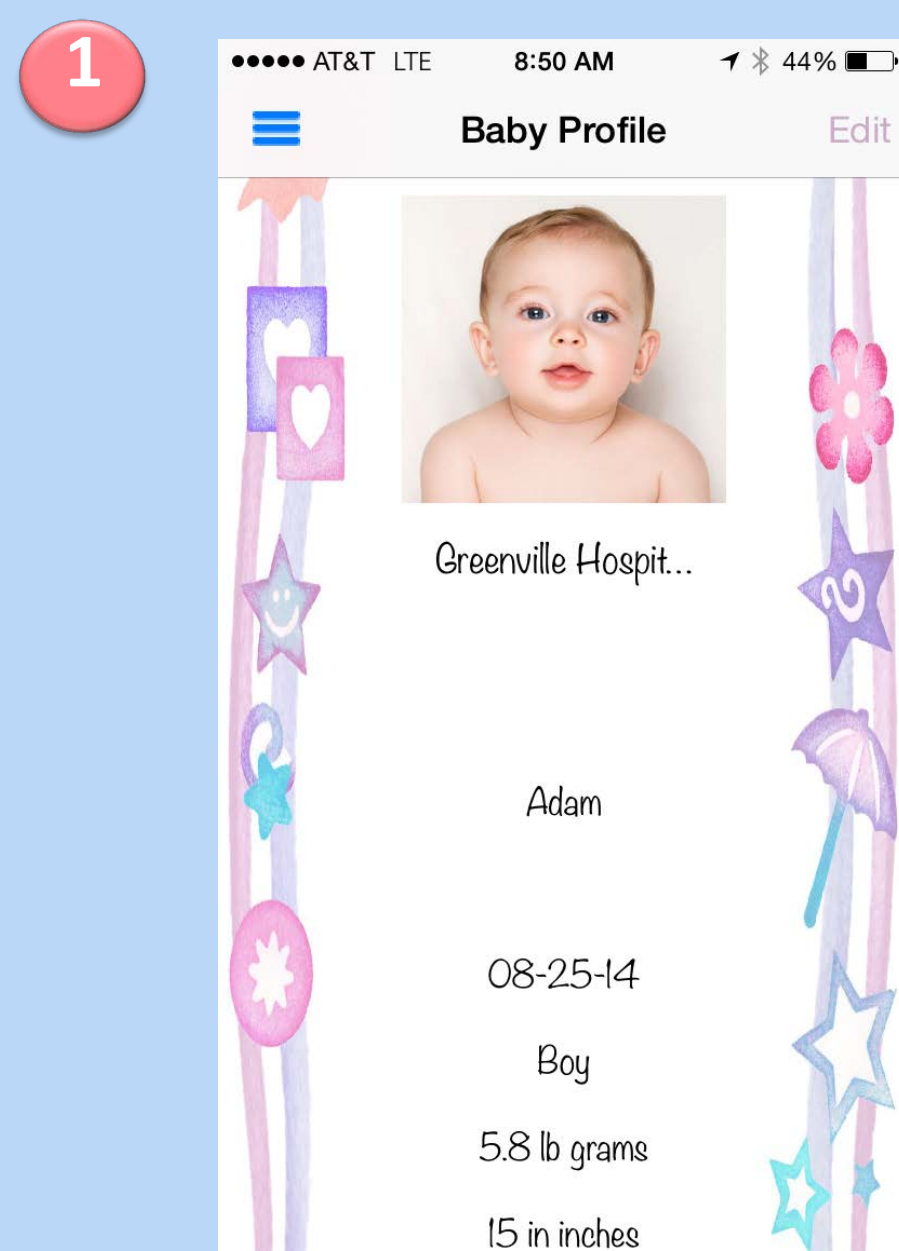 1
AT&T LTE 8:50 AM 44%
Baby Profile Edit
Greenville Hospit...
Adam
08-25-14
Boy
5.8 lb grams
15 in inches